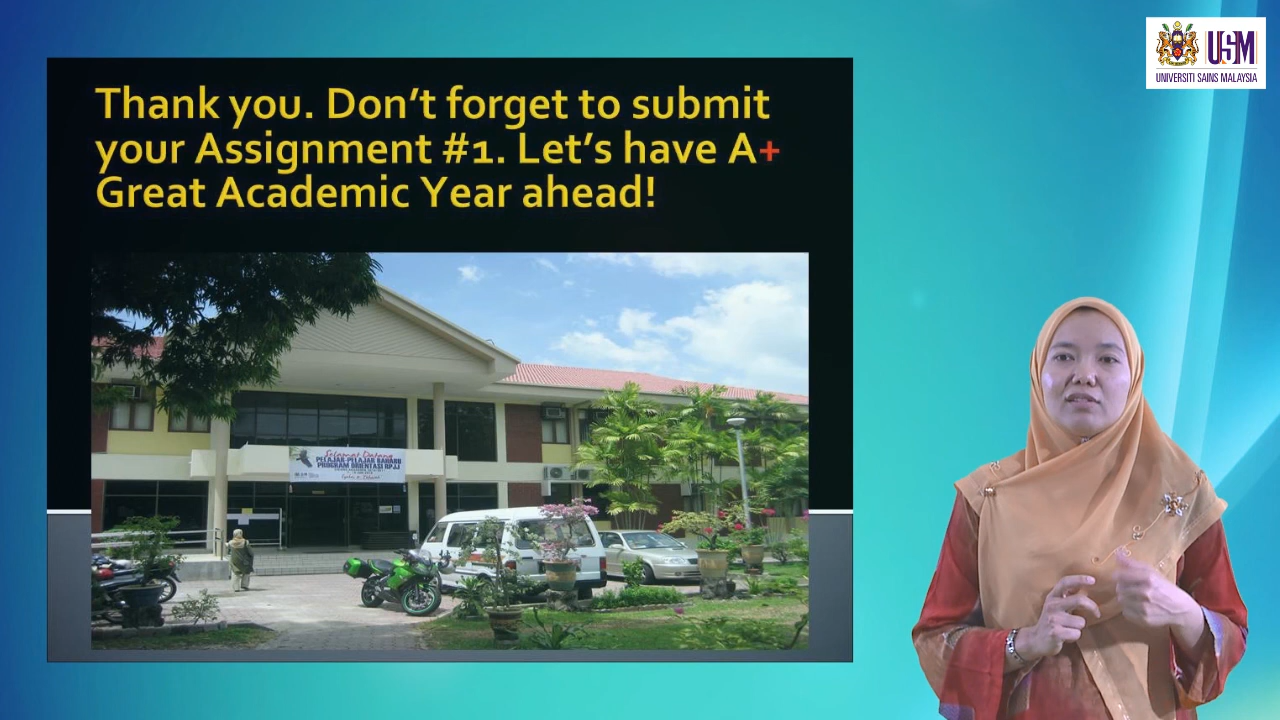 USM
UNIVERSITI SAINS MALAYSIA
Thank you. Don’t forget to submit
your Assignment #1. Let’s have A+
Great Academic Year ahead!
Selamat Datang
PELAJAR-PELAJAR BAHARU
PROGRAM ORIENTASI RPJJ